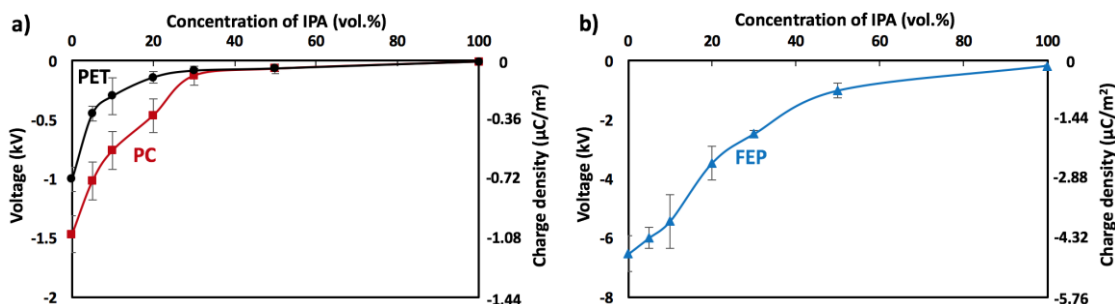 a)
Concentration of IPA (vol.%)
0 20 40 60 80 100
PET
PC
Voltage (kV)
0
-0.5
-1
-1.5
-2
Charge density (µC/m²)
0
-0.36
-0.72
-1.08
-1.44
b)
Concentration of IPA (vol.%)
0 20 40 60 80 100
FEP
Voltage (kV)
0
-2
-4
-6
-8
Charge density (µC/m²)
0
-1.44
-2.88
-4.32
-5.76